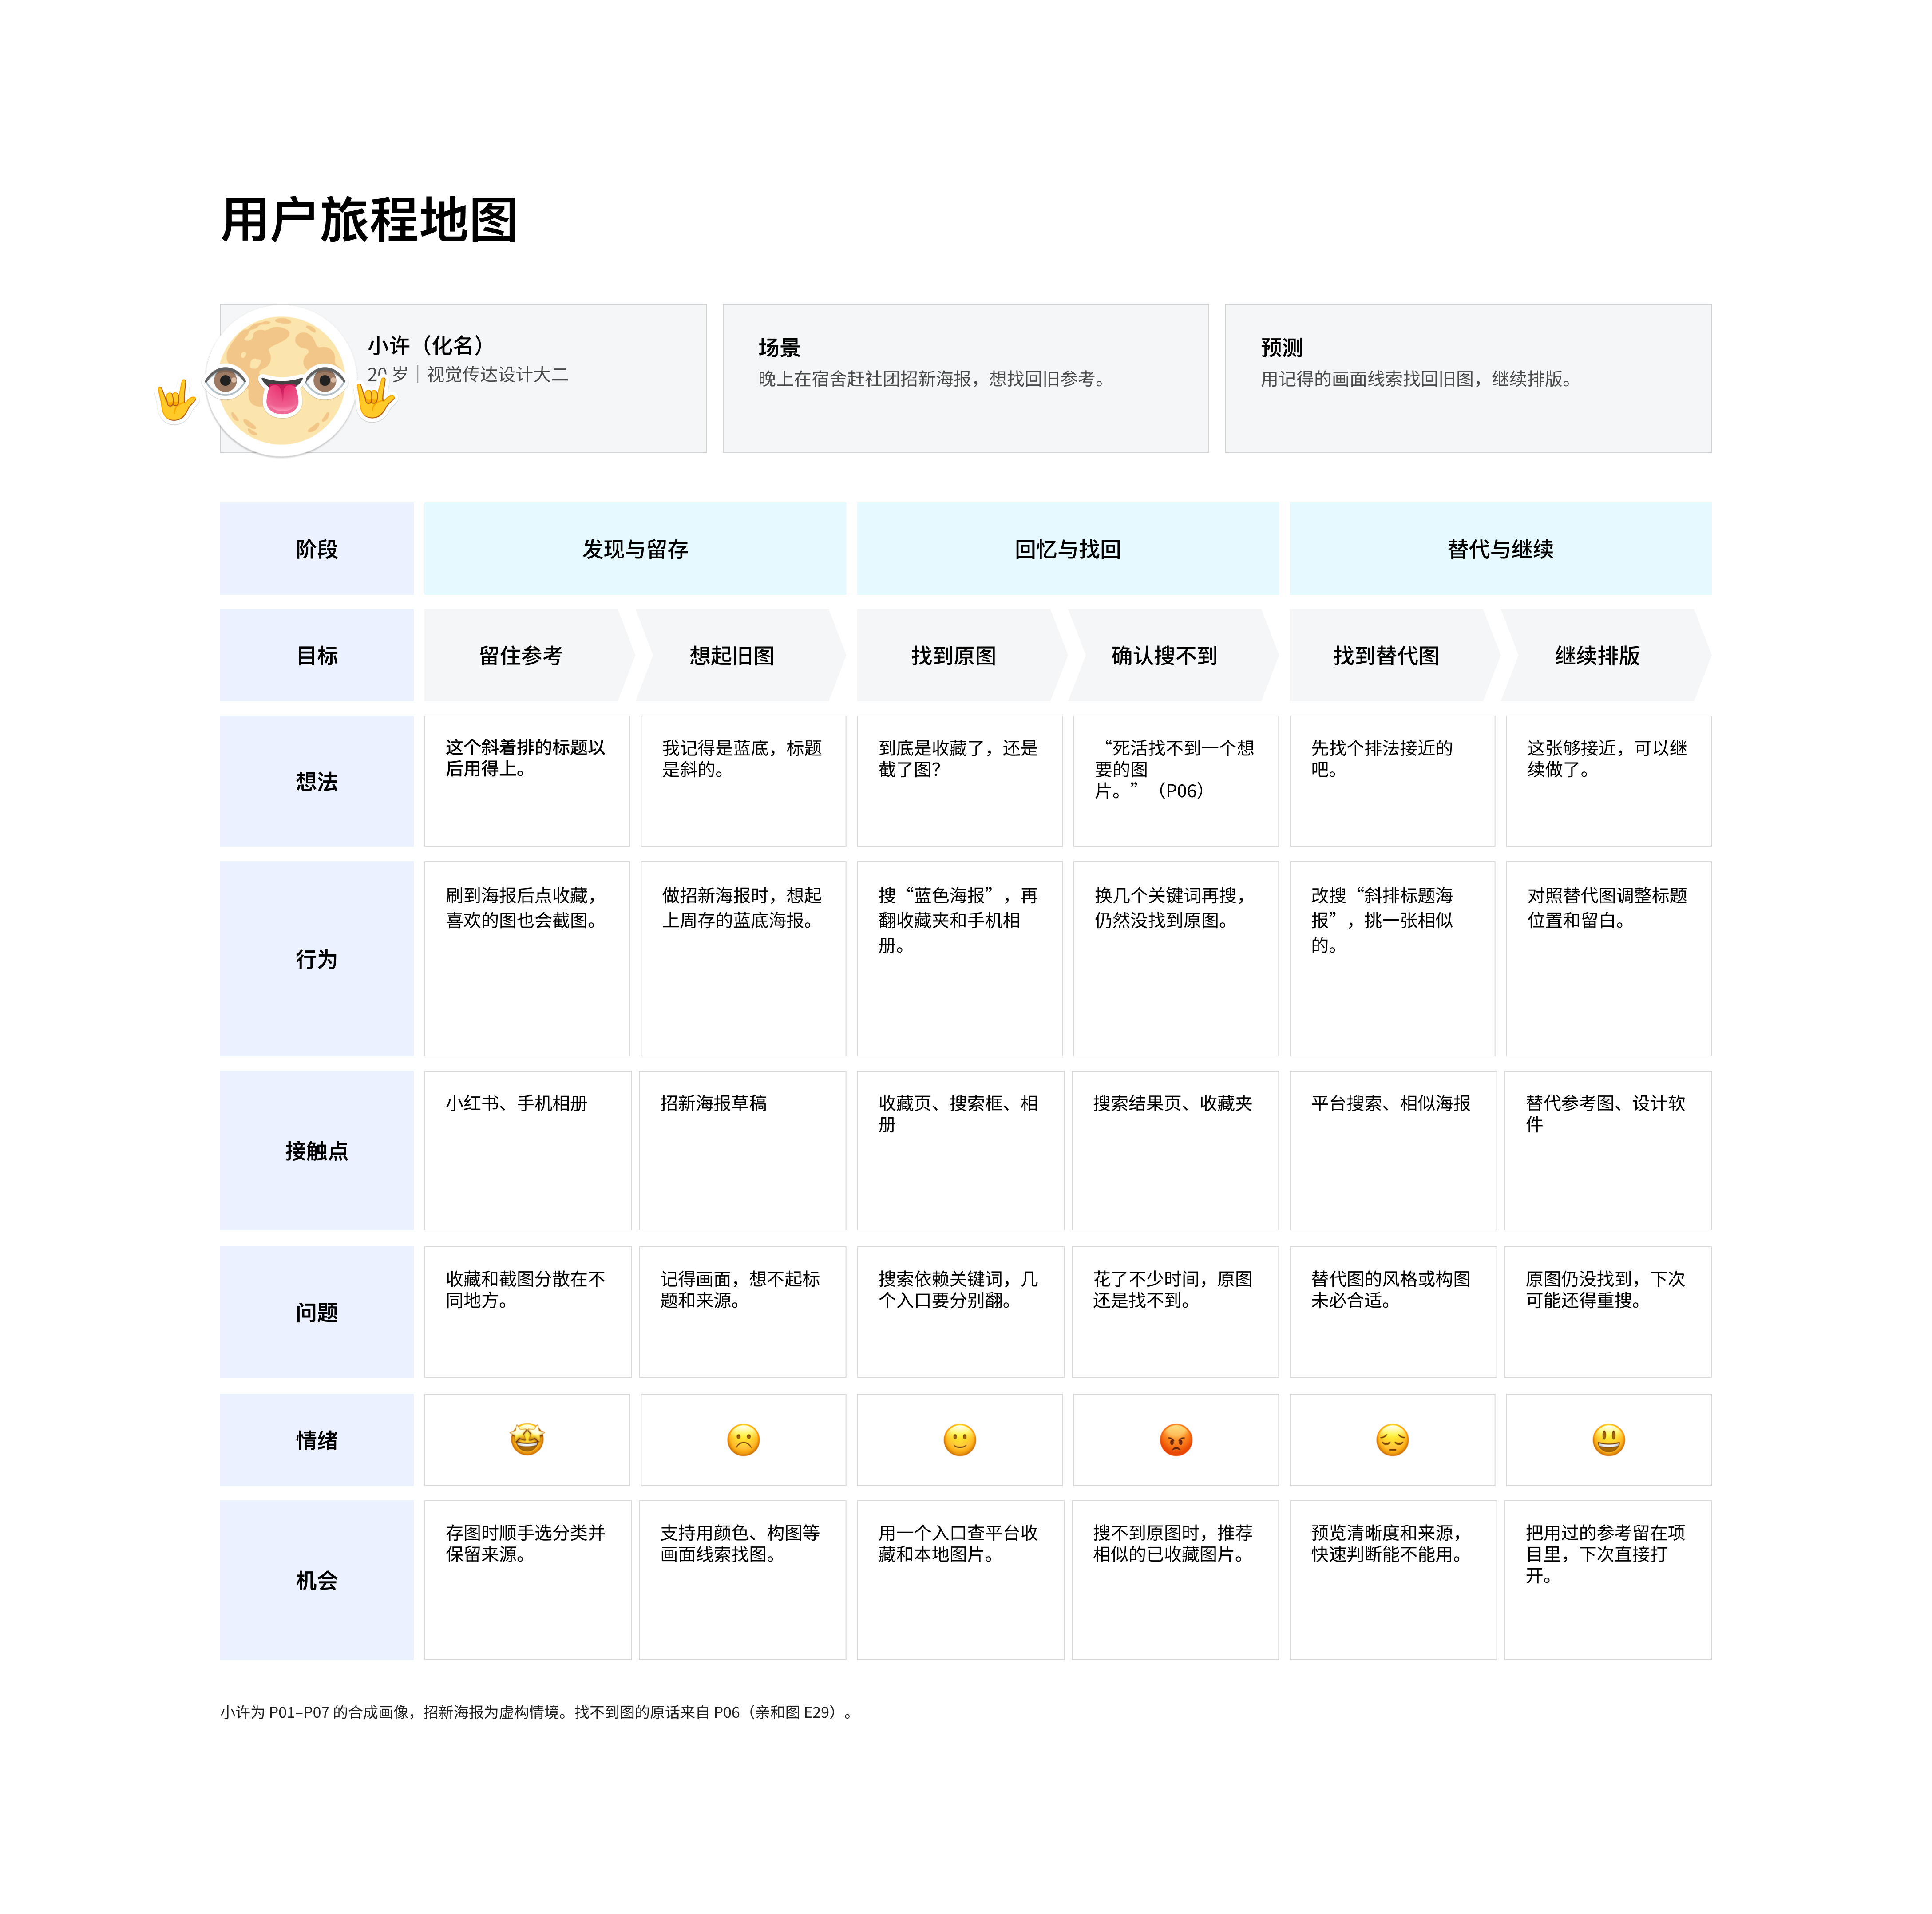 用户旅程地图
小许（化名）
20 岁｜视觉传达设计大二
场景
晚上在宿舍赶社团招新海报，想找回旧参考。
预测
用记得的画面线索找回旧图，继续排版。
阶段
发现与留存
回忆与找回
替代与继续
目标
留住参考
想起旧图
找到原图
确认搜不到
找到替代图
继续排版
想法
这个斜着排的标题以
后用得上。
我记得是蓝底，标题
是斜的。
到底是收藏了，还是
截了图？
“死活找不到一个想
要的图
片。”（P06）
先找个排法接近的
吧。
这张够接近，可以继
续做了。
行为
刷到海报后点收藏，
喜欢的图也会截图。
做招新海报时，想起
上周存的蓝底海报。
搜“蓝色海报”，再
翻收藏夹和手机相
册。
换几个关键词再搜，
仍然没找到原图。
改搜“斜排标题海
报”，挑一张相似
的。
对照替代图调整标题
位置和留白。
接触点
小红书、手机相册
招新海报草稿
收藏页、搜索框、相
册
搜索结果页、收藏夹
平台搜索、相似海报
替代参考图、设计软
件
问题
收藏和截图分散在不
同地方。
记得画面，想不起标
题和来源。
搜索依赖关键词，几
个入口要分别翻。
花了不少时间，原图
还是找不到。
替代图的风格或构图
未必合适。
原图仍没找到，下次
可能还得重搜。
情绪
机会
存图时顺手选分类并
保留来源。
支持用颜色、构图等
画面线索找图。
用一个入口查平台收
藏和本地图片。
搜不到原图时，推荐
相似的已收藏图片。
预览清晰度和来源，
快速判断能不能用。
把用过的参考留在项
目里，下次直接打
开。
小许为 P01–P07 的合成画像，招新海报为虚构情境。找不到图的原话来自 P06（亲和图 E29）。